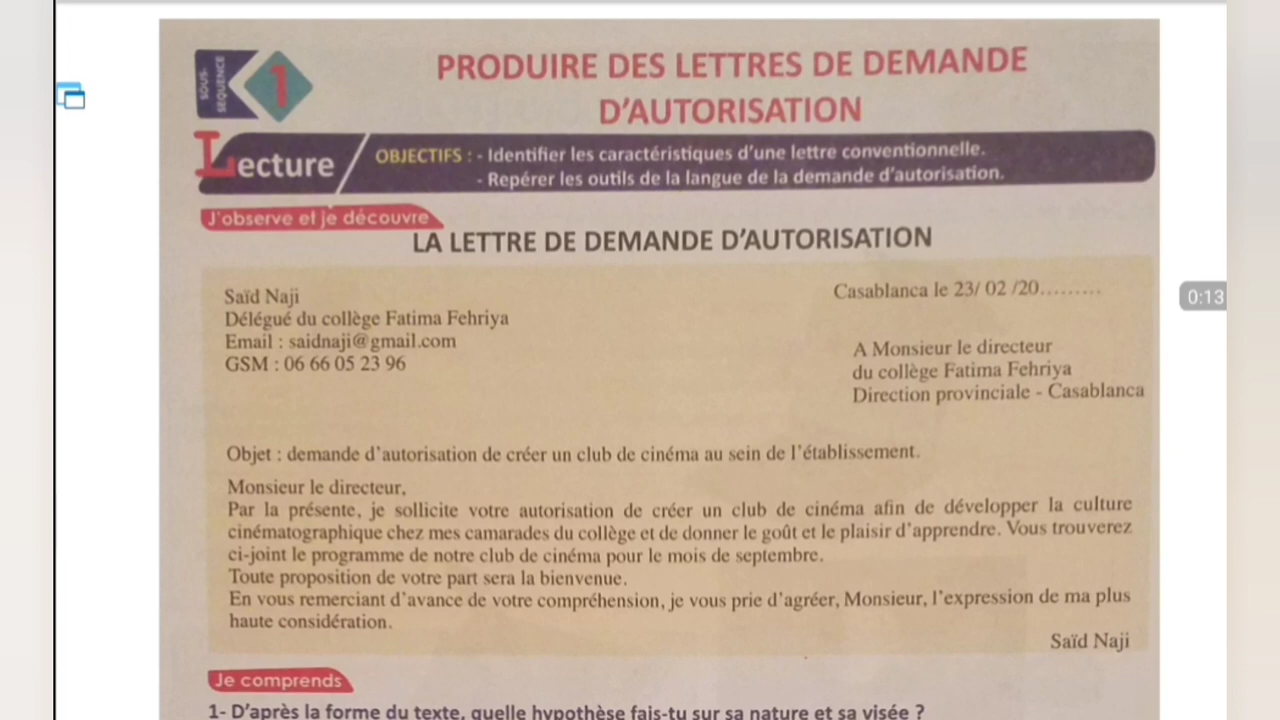 SOUS-
SEQUENCE
1
PRODUIRE DES LETTRES DE DEMANDE
D'AUTORISATION
Lecture
OBJECTIFS : - Identifier les caractéristiques d'une lettre conventionnelle.
- Repérer les outils de la langue de la demande d'autorisation.
J'observe et je découvre
LA LETTRE DE DEMANDE D'AUTORISATION
Saïd Naji
Délégué du collège Fatima Fehriya
Email : saidnaji@gmail.com
GSM : 06 66 05 23 96
Casablanca le 23/ 02 /20.........
A Monsieur le directeur
du collège Fatima Fehriya
Direction provinciale - Casablanca
Objet : demande d'autorisation de créer un club de cinéma au sein de l'établissement.
Monsieur le directeur,
Par la présente, je sollicite votre autorisation de créer un club de cinéma afin de développer la culture
cinématographique chez mes camarades du collège et de donner le goût et le plaisir d'apprendre. Vous trouverez
ci-joint le programme de notre club de cinéma pour le mois de septembre.
Toute proposition de votre part sera la bienvenue.
En vous remerciant d'avance de votre compréhension, je vous prie d'agréer, Monsieur, l'expression de ma plus
haute considération.
Saïd Naji
Je comprends
1- D'après la forme du texte, quelle hypothèse fais-tu sur sa nature et sa visée ?
0:13